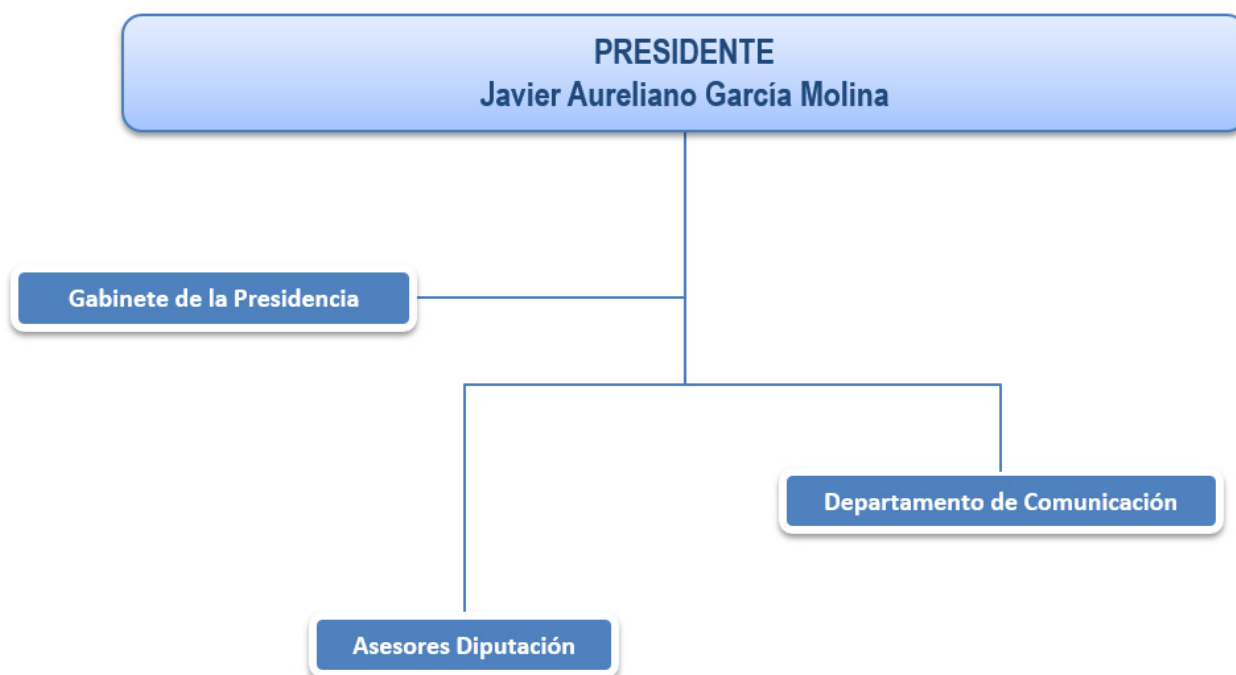 PRESIDENTE
Javier Aureliano García Molina
Gabinete de la Presidencia
Departamento de Comunicación
Asesores Diputación